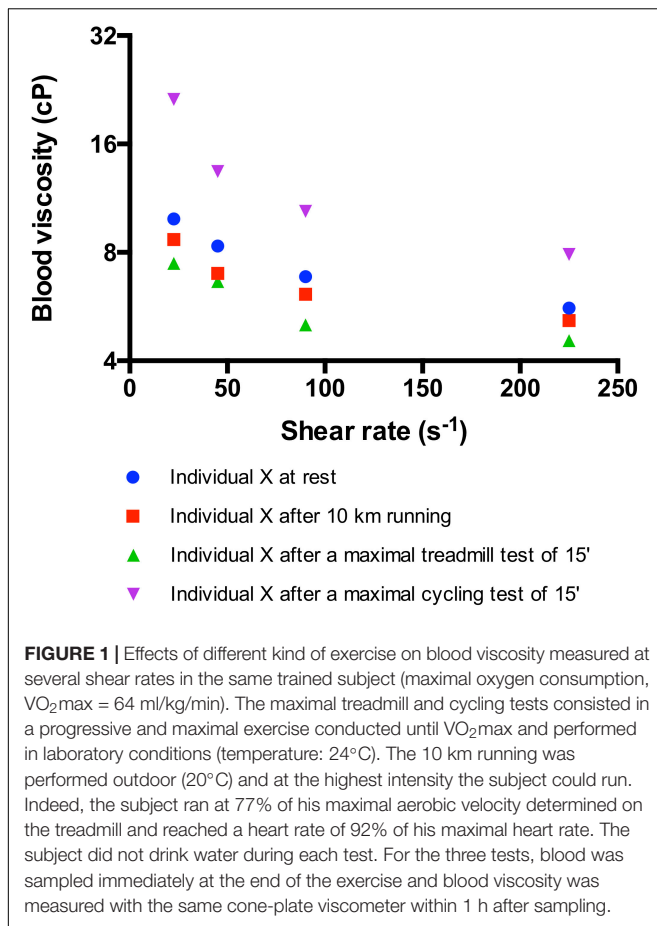 32
16
8
4
Blood viscosity (cP)
0 50 100 150 200 250
Shear rate (s-1)
Individual X at rest
Individual X after 10 km running
Individual X after a maximal treadmill test of 15'
Individual X after a maximal cycling test of 15'
FIGURE 1 | Effects of different kind of exercise on blood viscosity measured at
several shear rates in the same trained subject (maximal oxygen consumption,
VO2max = 64 ml/kg/min). The maximal treadmill and cycling tests consisted in
a progressive and maximal exercise conducted until VO2max and performed
in laboratory conditions (temperature: 24°C). The 10 km running was
performed outdoor (20°C) and at the highest intensity the subject could run.
Indeed, the subject ran at 77% of his maximal aerobic velocity determined on
the treadmill and reached a heart rate of 92% of his maximal heart rate. The
subject did not drink water during each test. For the three tests, blood was
sampled immediately at the end of the exercise and blood viscosity was
measured with the same cone-plate viscometer within 1 h after sampling.